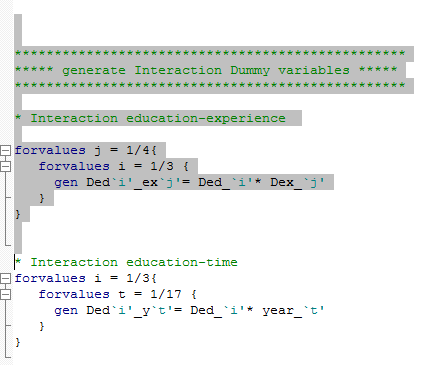 *************************************************
***** generate Interaction Dummy variables *****
*************************************************
* Interaction education-experience
forvalues j = 1/4{
forvalues i = 1/3 {
gen Ded`i'_ex`j'= Ded_`i'* Dex_`j'
}
}
* Interaction education-time
forvalues i = 1/3{
forvalues t = 1/17 {
gen Ded`i'_y`t'= Ded_`i'* year_`t'
}
}